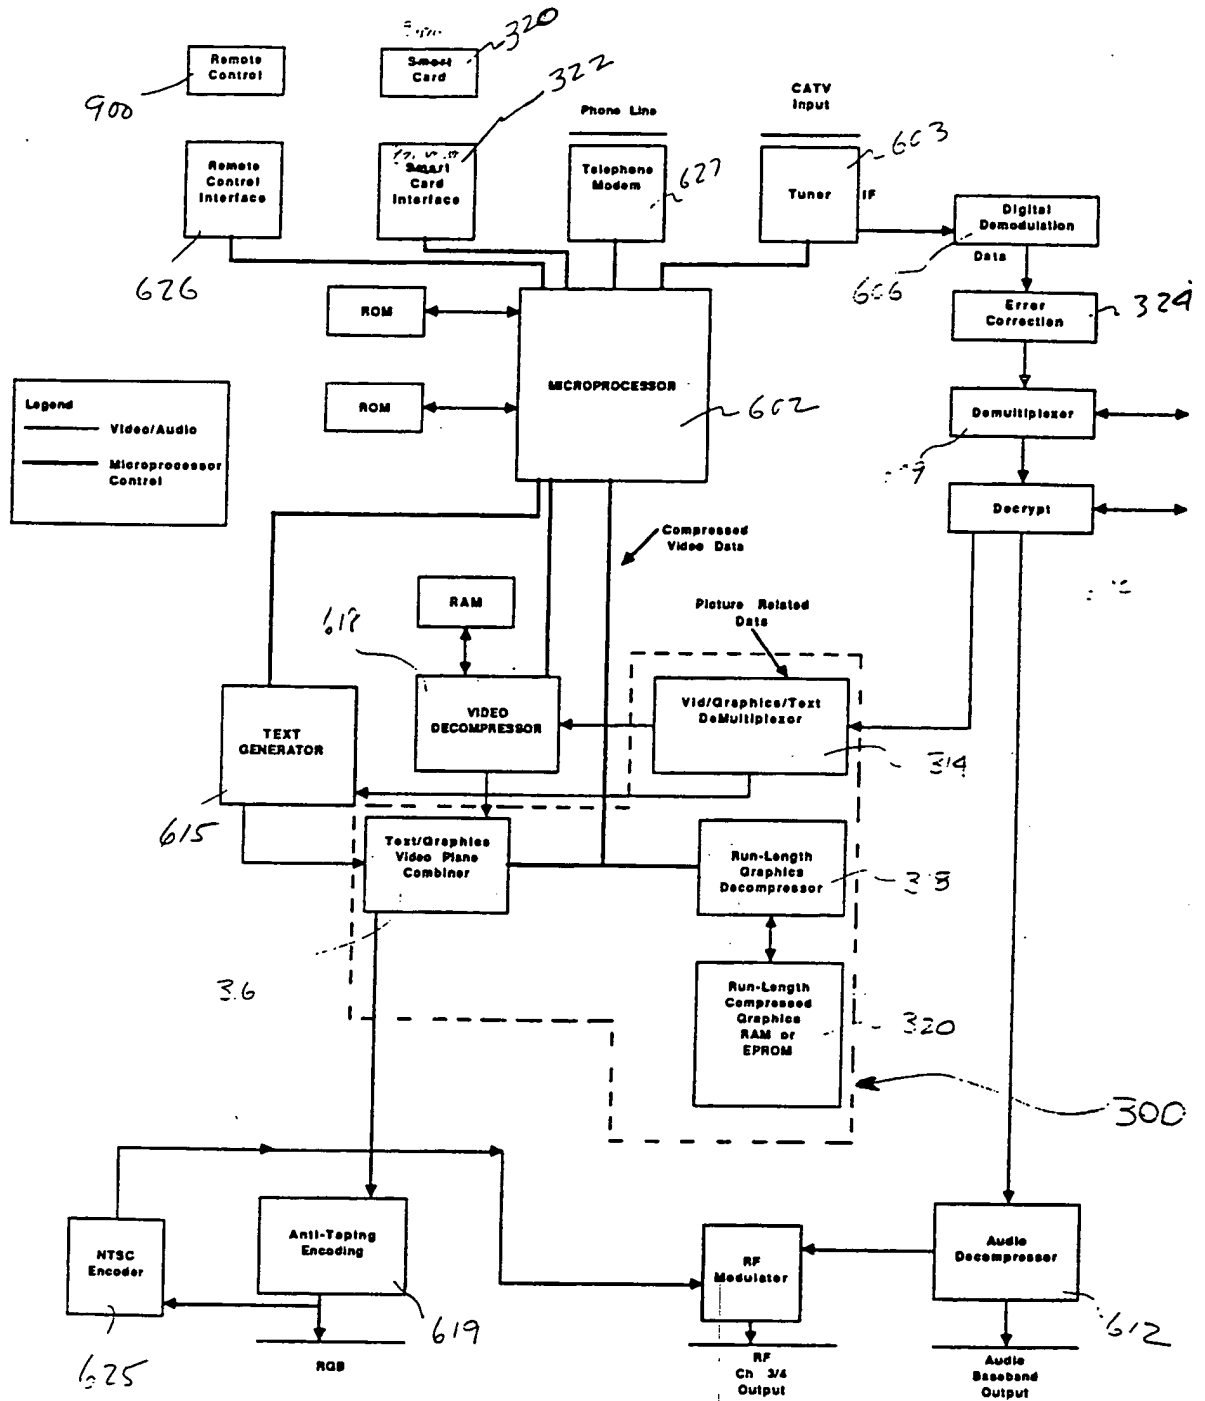 320
Remote
Control
Smart
Card
900
322
CATV
Input
Phone Line
603
Remote
Control
Interface
Smart
Card
Interface
Telephone
Modem
627
Tuner
IF
Digital
Demodulation
626
Data
606
ROM
Error
Correction
324
MICROPROCESSOR
ROM
602
Demultiplexer
Legend
Video/Audio
Microprocessor
Control
Decrypt
Compressed
Video Data
RAM
Picture Related
Data
618
Vid/Graphics/Text
DeMultiplexor
VIDEO
DECOMPRESSOR
TEXT
GENERATOR
314
615
Text/Graphics
Video Plane
Combiner
Run-Length
Graphics
Decompressor
318
Run-Length
Compressed
Graphics
RAM or
EPROM
320
300
NTSC
Encoder
Anti-Taping
Encoding
RF
Modulator
Audio
Decompressor
625
619
612
RGB
RF
Ch 3/4
Output
Audio
Baseband
Output